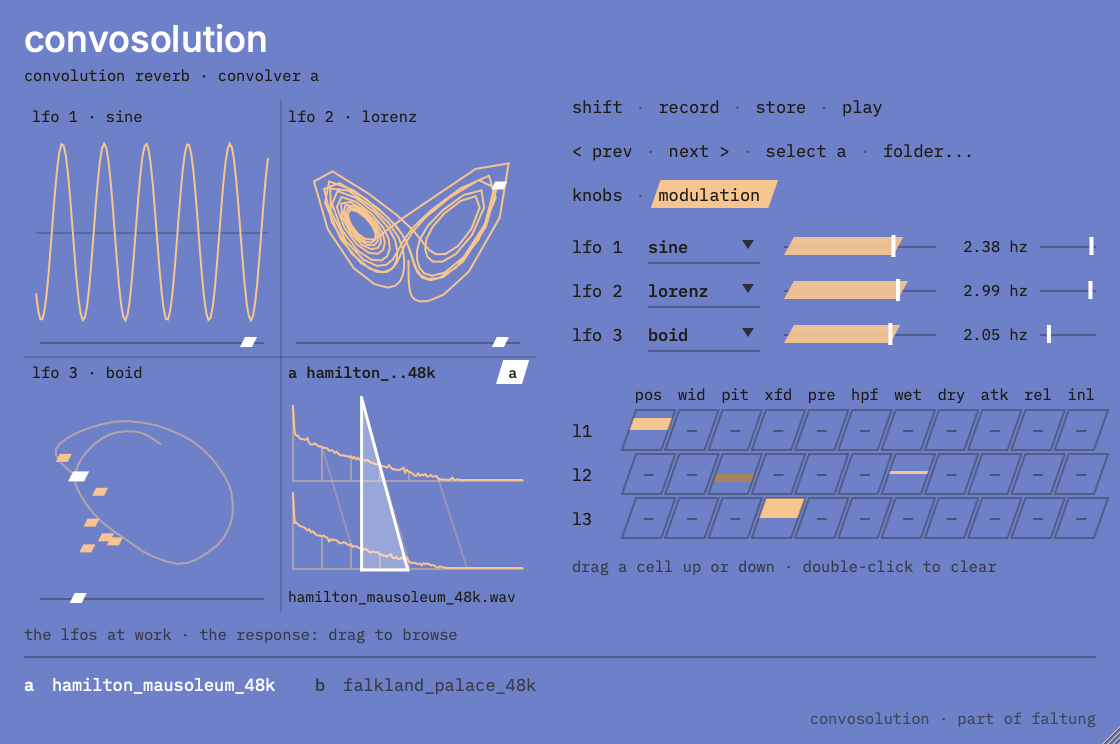 convosolution
convolution reverb · convolver a
lfo 1 · sine
lfo 2 · lorenz
shift · record · store · play
< prev · next > · select a · folder...
knobs · modulation
lfo 1 sine 2.38 hz
lfo 2 lorenz 2.99 hz
lfo 3 boid 2.05 hz
lfo 3 · boid
a hamilton_..48k a
pos wid pit xfd pre hpf wet dry atk rel inl
l1 – – – – – – – – – –
l2 – – – – – – – – –
l3 – – – – – – – – – –
drag a cell up or down · double-click to clear
hamilton_mausoleum_48k.wav
the lfos at work · the response: drag to browse
a hamilton_mausoleum_48k b falkland_palace_48k
convosolution · part of faltung